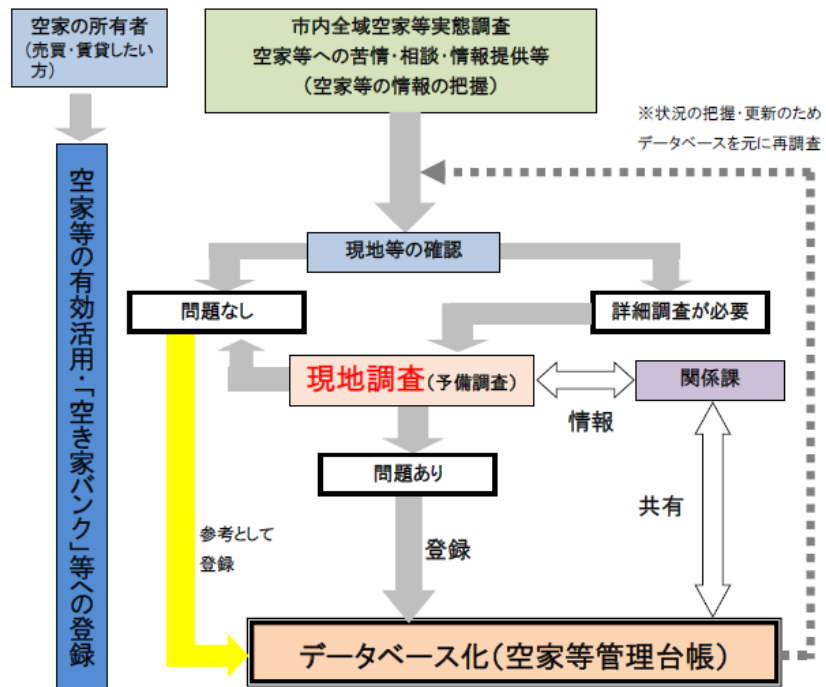 空家の所有者
(売買・賃貸したい
方)
市内全域空家等実態調査
空家等への苦情・相談・情報提供等
(空家等の情報の把握)
※状況の把握・更新のため
データベースを元に再調査
空家等の有効活用・「空き家バンク」等への登録
現地等の確認
問題なし
詳細調査が必要
現地調査(予備調査)
関係課
情報
問題あり
共有
参考として
登録
登録
データベース化(空家等管理台帳)